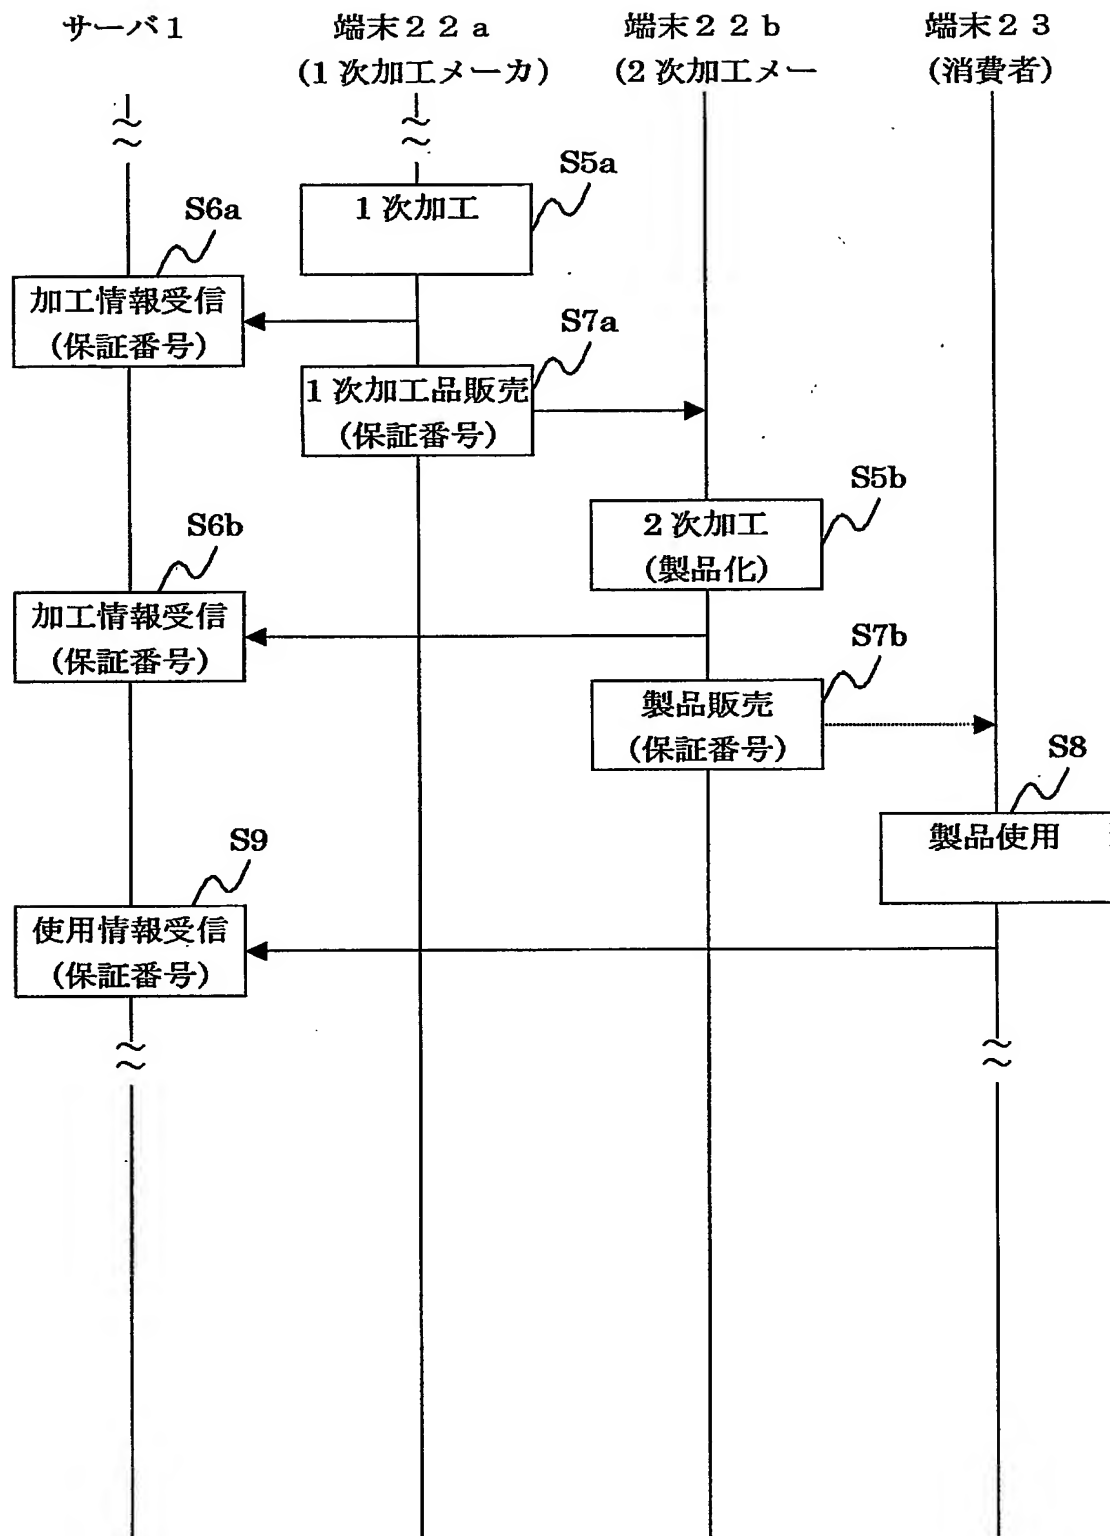 サーバ1
端末22a
(1次加工メーカ)
端末22b
(2次加工メー
端末23
(消費者)
S5a
1次加工
S6a
加工情報受信
(保証番号)
S7a
1次加工品販売
(保証番号)
S5b
2次加工
(製品化)
S6b
加工情報受信
(保証番号)
S7b
製品販売
(保証番号)
S8
製品使用
S9
使用情報受信
(保証番号)